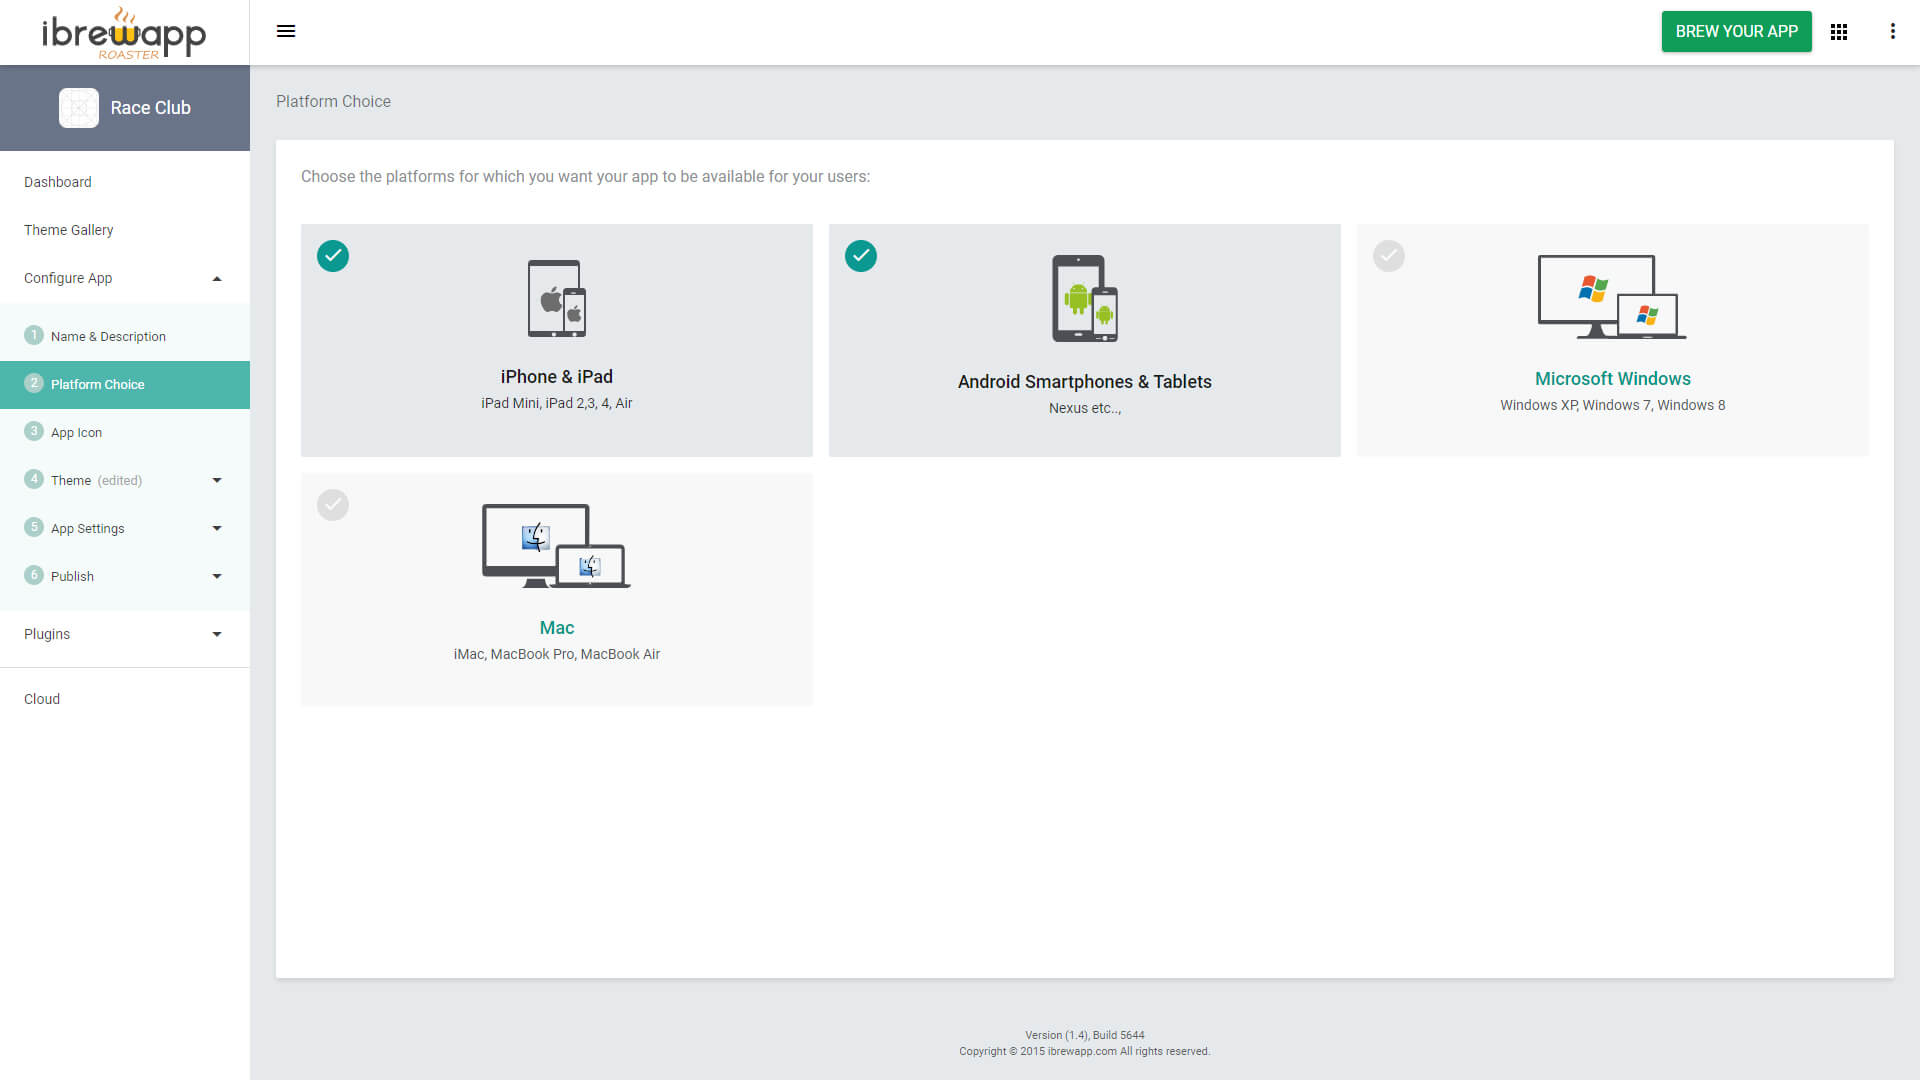 ibrewapp
ROASTER
BREW YOUR APP
Race Club
Platform Choice
Dashboard
Theme Gallery
Configure App
1 Name & Description
2 Platform Choice
3 App Icon
4 Theme (edited)
5 App Settings
6 Publish
Plugins
Cloud
Choose the platforms for which you want your app to be available for your users:
iPhone & iPad
iPad Mini, iPad 2,3, 4, Air
Android Smartphones & Tablets
Nexus etc..,
Microsoft Windows
Windows XP, Windows 7, Windows 8
Mac
iMac, MacBook Pro, MacBook Air
Version (1.4), Build 5644
Copyright © 2015 ibrewapp.com All rights reserved.